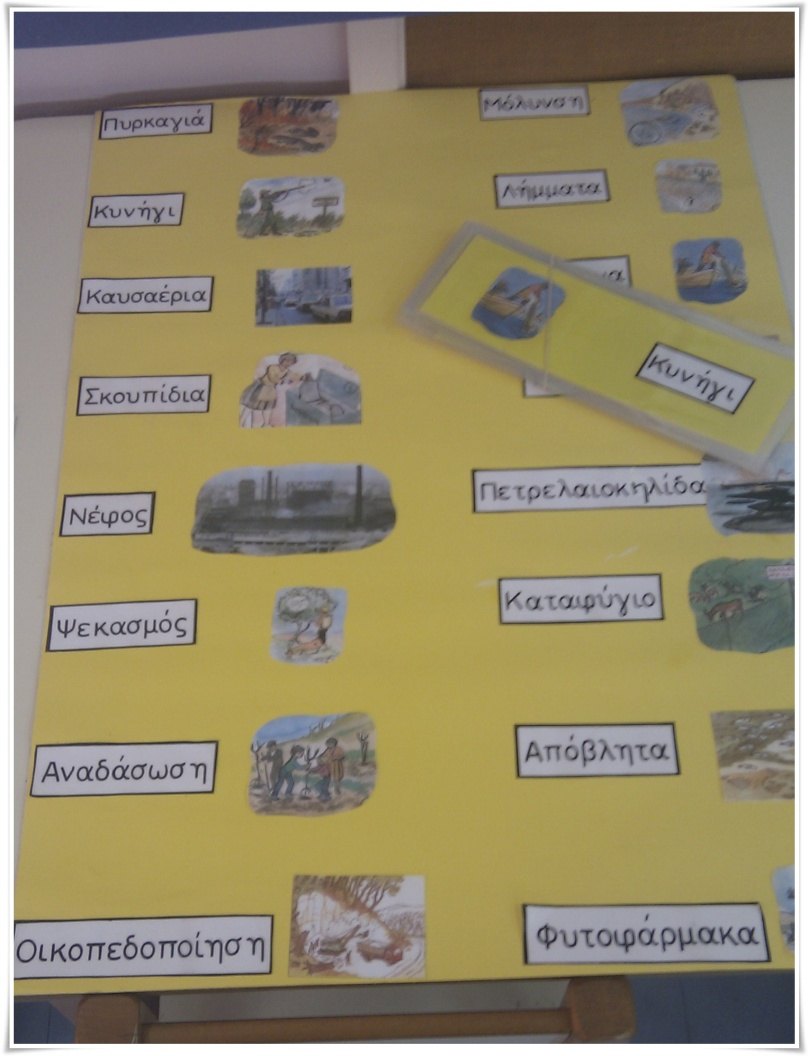 Πυρκαγιά
Κυνήγι
Καυσαέρια
Σκουπίδια
Νέφος
Ψεκασμός
Αναδάσωση
Οικοπεδοποίηση
Μόλυνση
Λήμματα
Κυνήγι
Πετρελαιοκηλίδα
Καταφύγιο
Απόβλητα
Φυτοφάρμακα